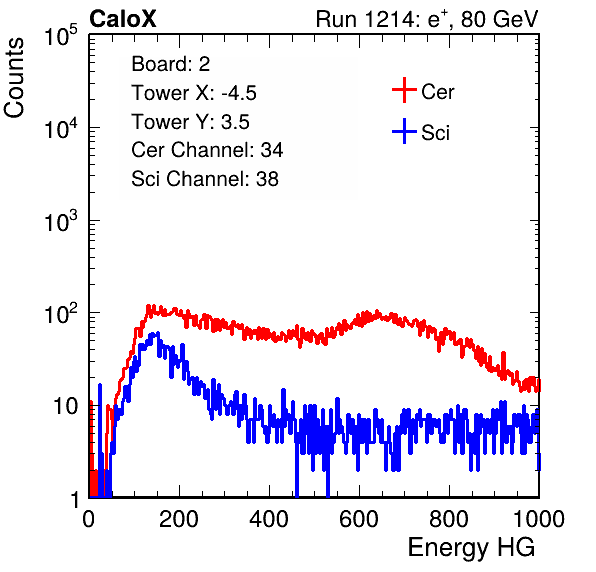 CaloX Run 1214: e⁺, 80 GeV
Board: 2
Tower X: -4.5
Tower Y: 3.5
Cer Channel: 34
Sci Channel: 38
Cer
Sci
Counts
10⁵
10⁴
10³
10²
10
1
0 200 400 600 800 1000
Energy HG